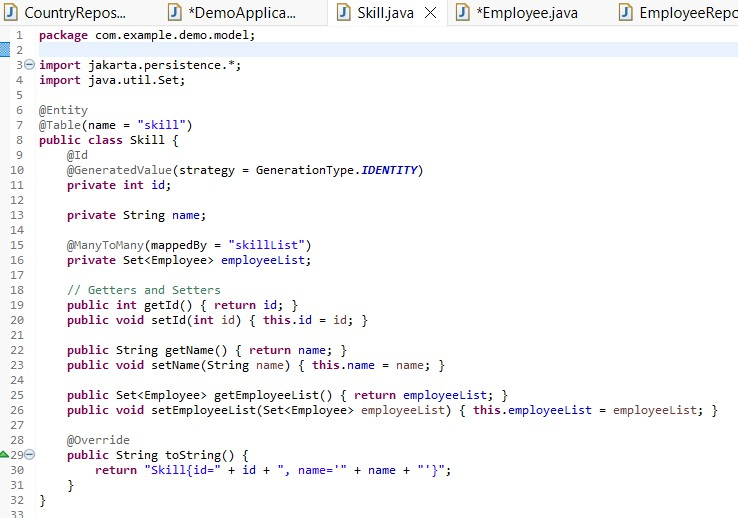 CountryRepos... *DemoApplica... Skill.java *Employee.java EmployeeRepo
1 package com.example.demo.model;
2
3 import jakarta.persistence.*;
4 import java.util.Set;
5
6 @Entity
7 @Table(name = "skill")
8 public class Skill {
9     @Id
10     @GeneratedValue(strategy = GenerationType.IDENTITY)
11     private int id;
12
13     private String name;
14
15     @ManyToMany(mappedBy = "skillList")
16     private Set<Employee> employeeList;
17
18     // Getters and Setters
19     public int getId() { return id; }
20     public void setId(int id) { this.id = id; }
21
22     public String getName() { return name; }
23     public void setName(String name) { this.name = name; }
24
25     public Set<Employee> getEmployeeList() { return employeeList; }
26     public void setEmployeeList(Set<Employee> employeeList) { this.employeeList = employeeList; }
27
28     @Override
29     public String toString() {
30         return "Skill{id=" + id + ", name='" + name + "'}";
31     }
32 }
33